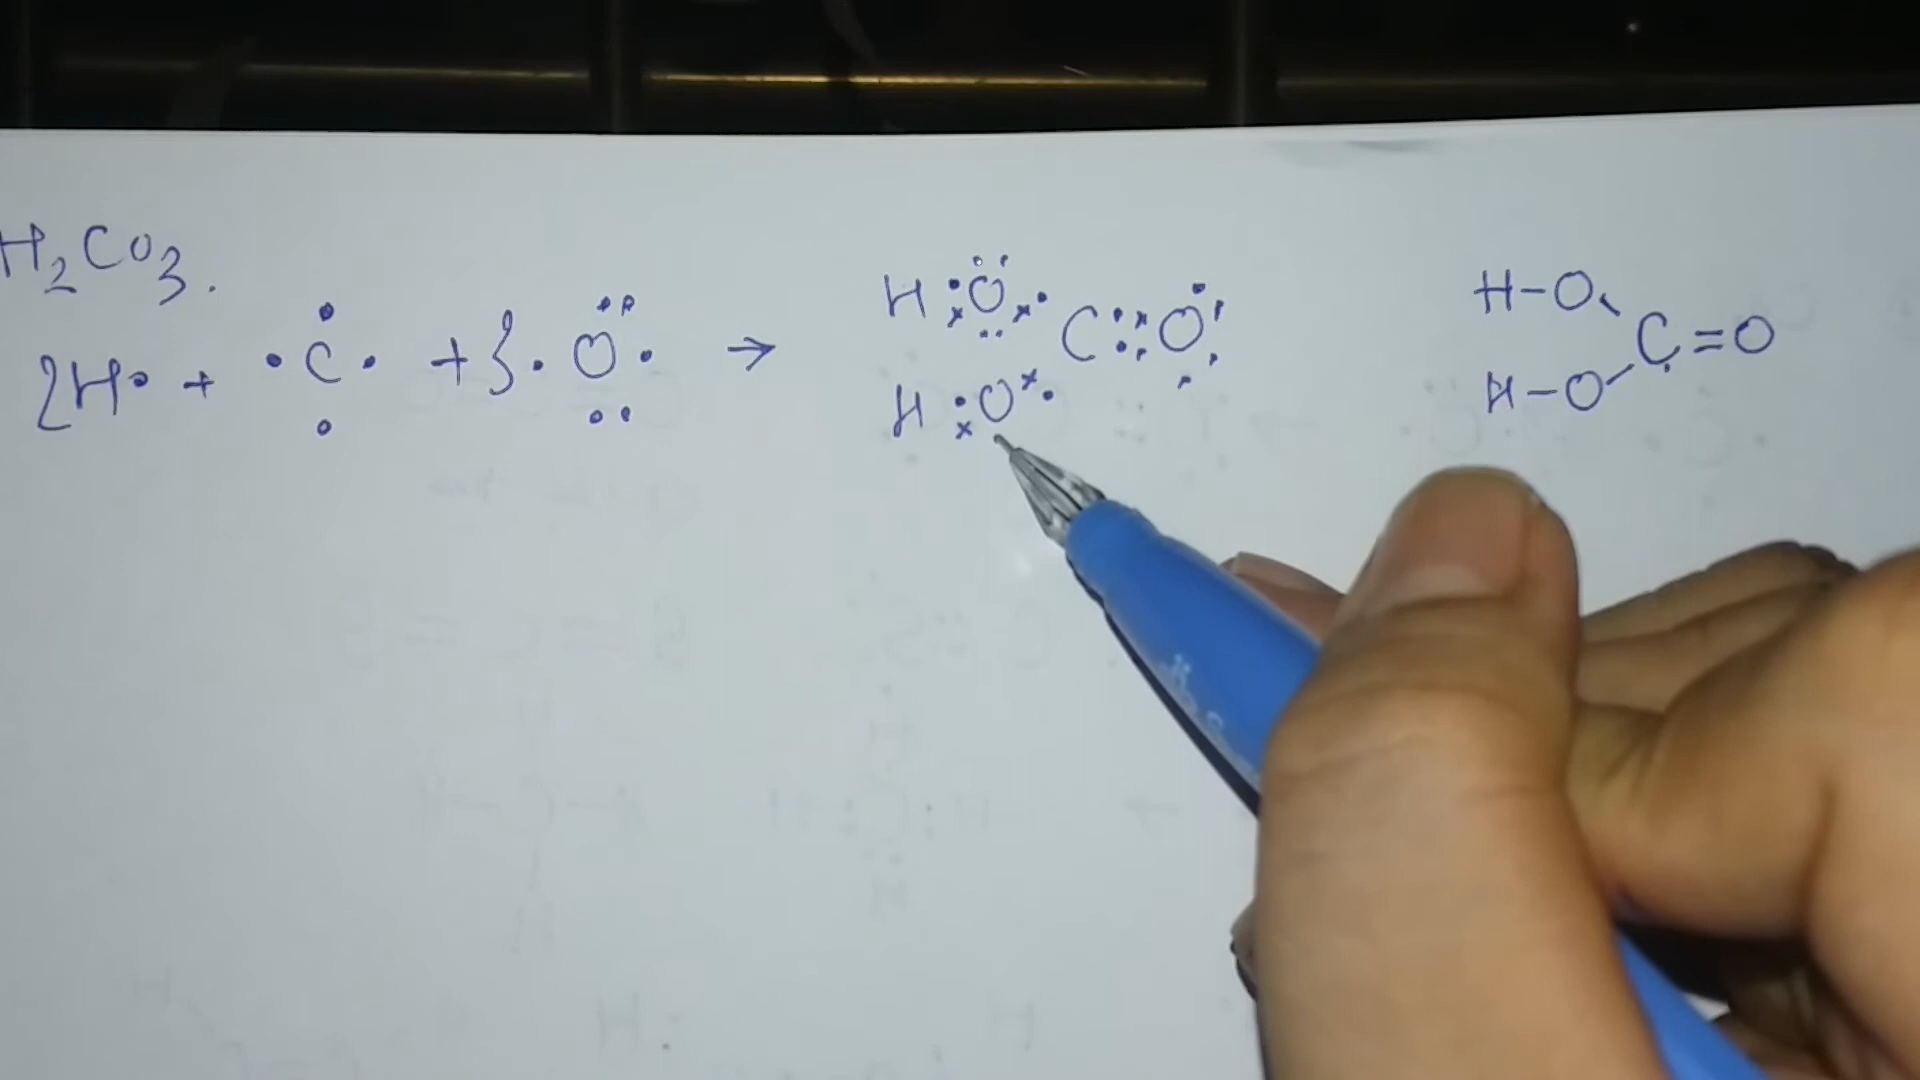 H₂CO₃.
2H• + •C• + 3•O• → H O C O H O
H-O C=O
H-O